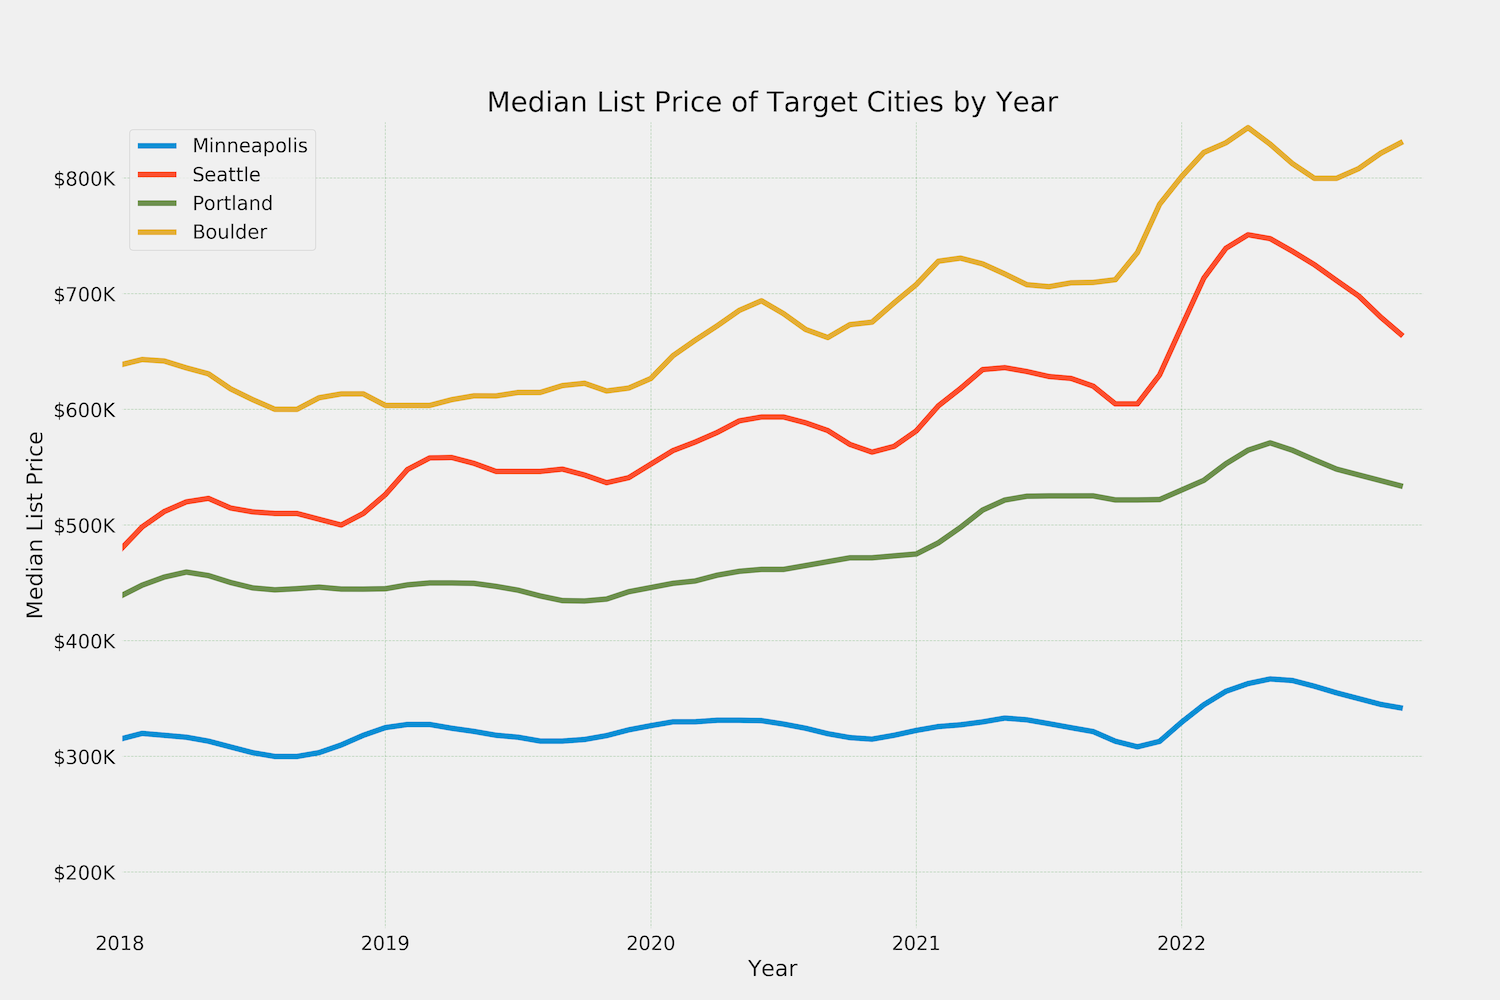 Median List Price of Target Cities by Year
Minneapolis
Seattle
Portland
Boulder
$800K
$700K
$600K
$500K
$400K
$300K
$200K
Median List Price
2018 2019 2020 2021 2022
Year